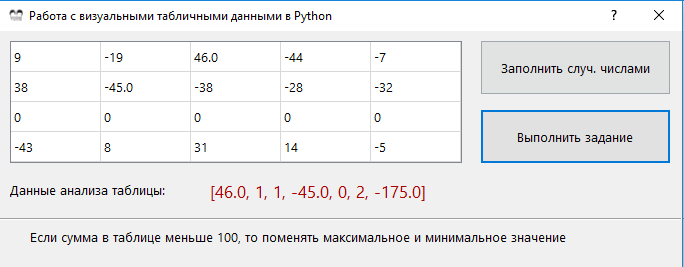 Работа с визуальными табличными данными в Python
9 -19 46.0 -44 -7
38 -45.0 -38 -28 -32
0 0 0 0 0
-43 8 31 14 -5
Заполнить случ. числами
Выполнить задание
Данные анализа таблицы: [46.0, 1, 1, -45.0, 0, 2, -175.0]
Если сумма в таблице меньше 100, то поменять максимальное и минимальное значение